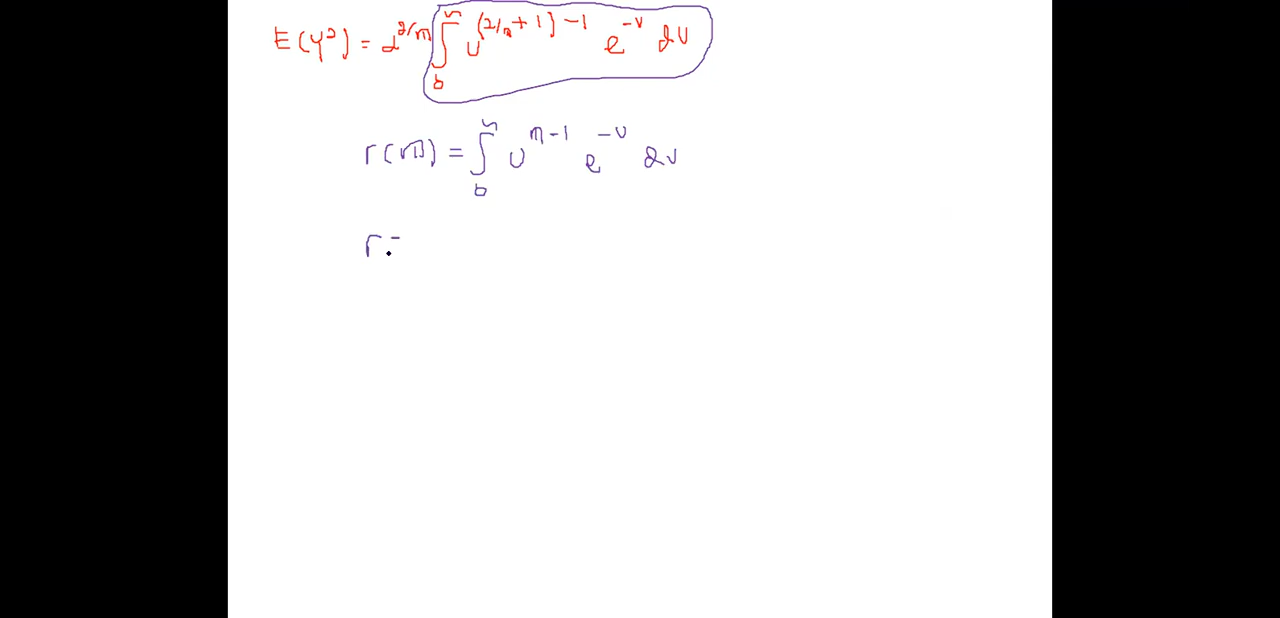 E(y²) = α^{2/m} ∫₀^∞ u^{(2/m + 1) - 1} e^{-u} du
Γ(n) = ∫₀^∞ u^{n-1} e^{-u} du
Γ